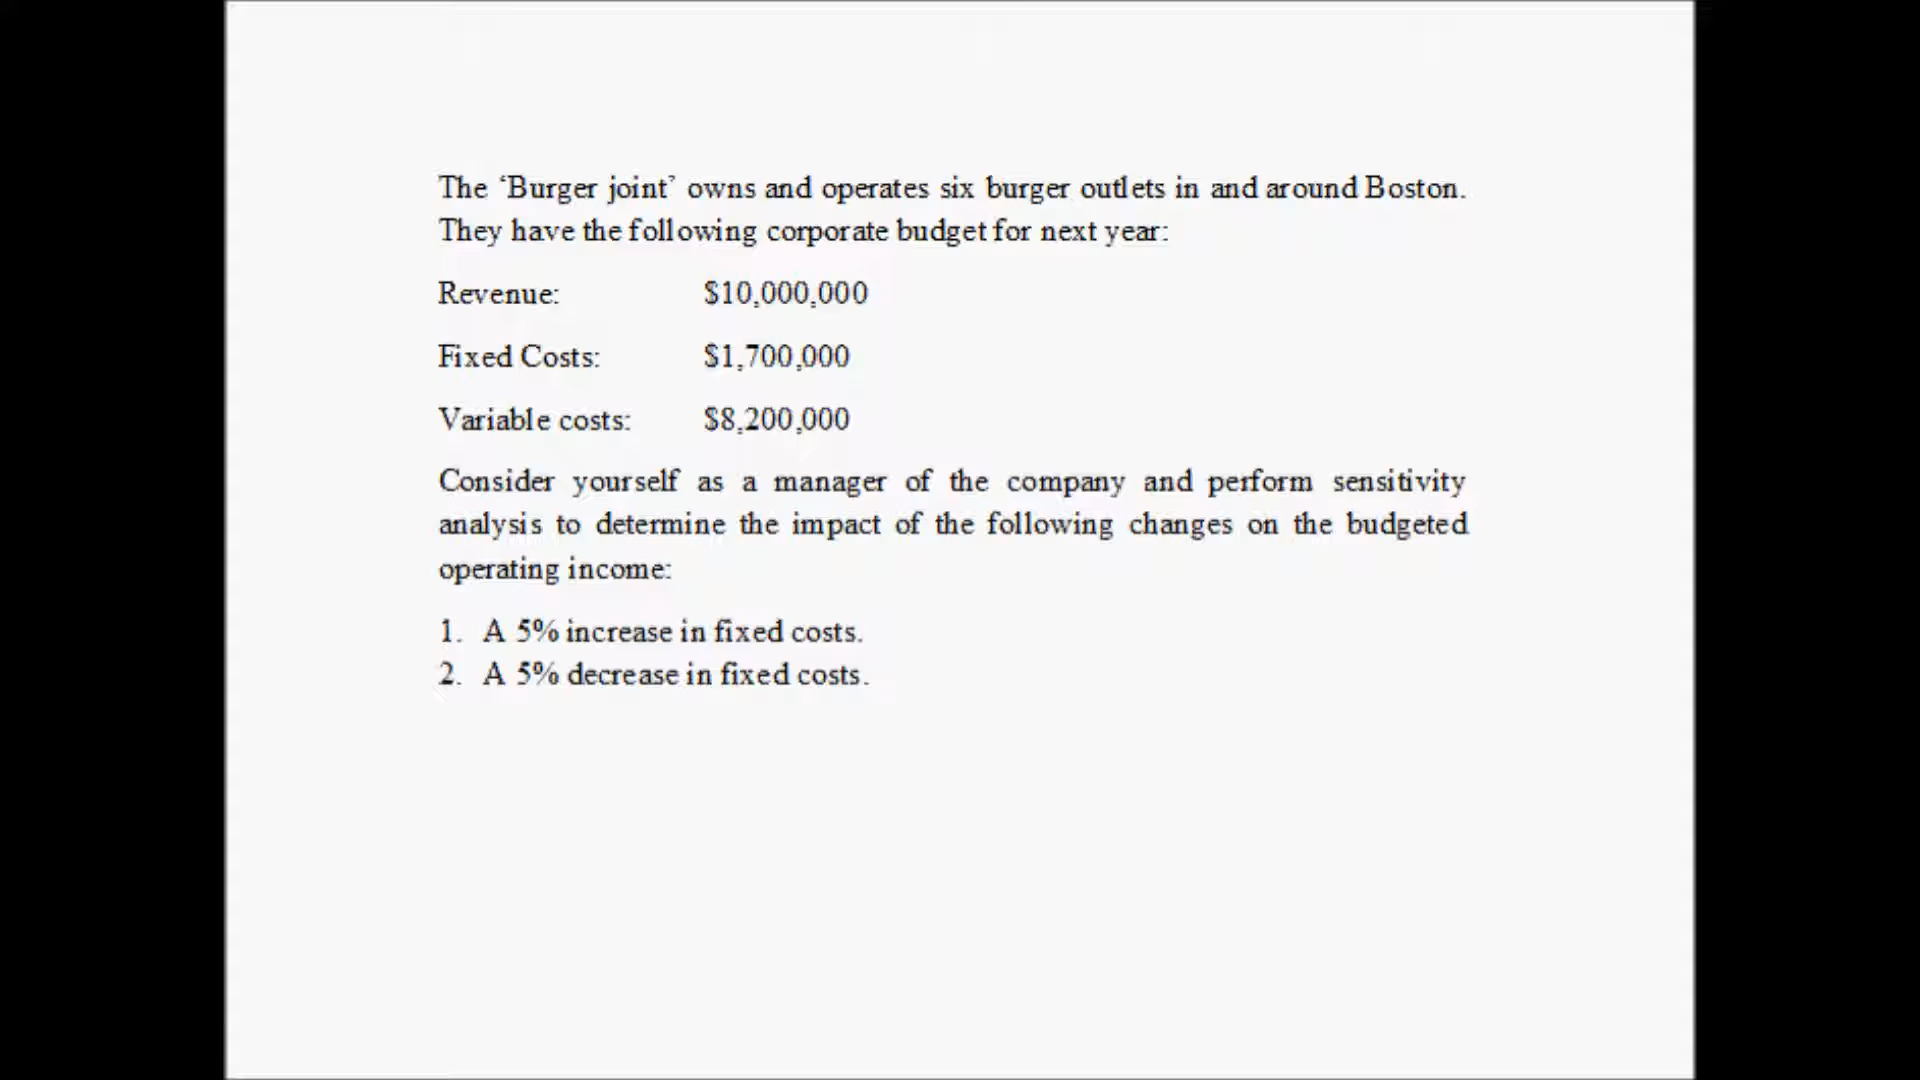 The ‘Burger joint’ owns and operates six burger outlets in and around Boston.
They have the following corporate budget for next year:
Revenue: $10,000,000
Fixed Costs: $1,700,000
Variable costs: $8,200,000
Consider yourself as a manager of the company and perform sensitivity
analysis to determine the impact of the following changes on the budgeted
operating income:
1. A 5% increase in fixed costs.
2. A 5% decrease in fixed costs.